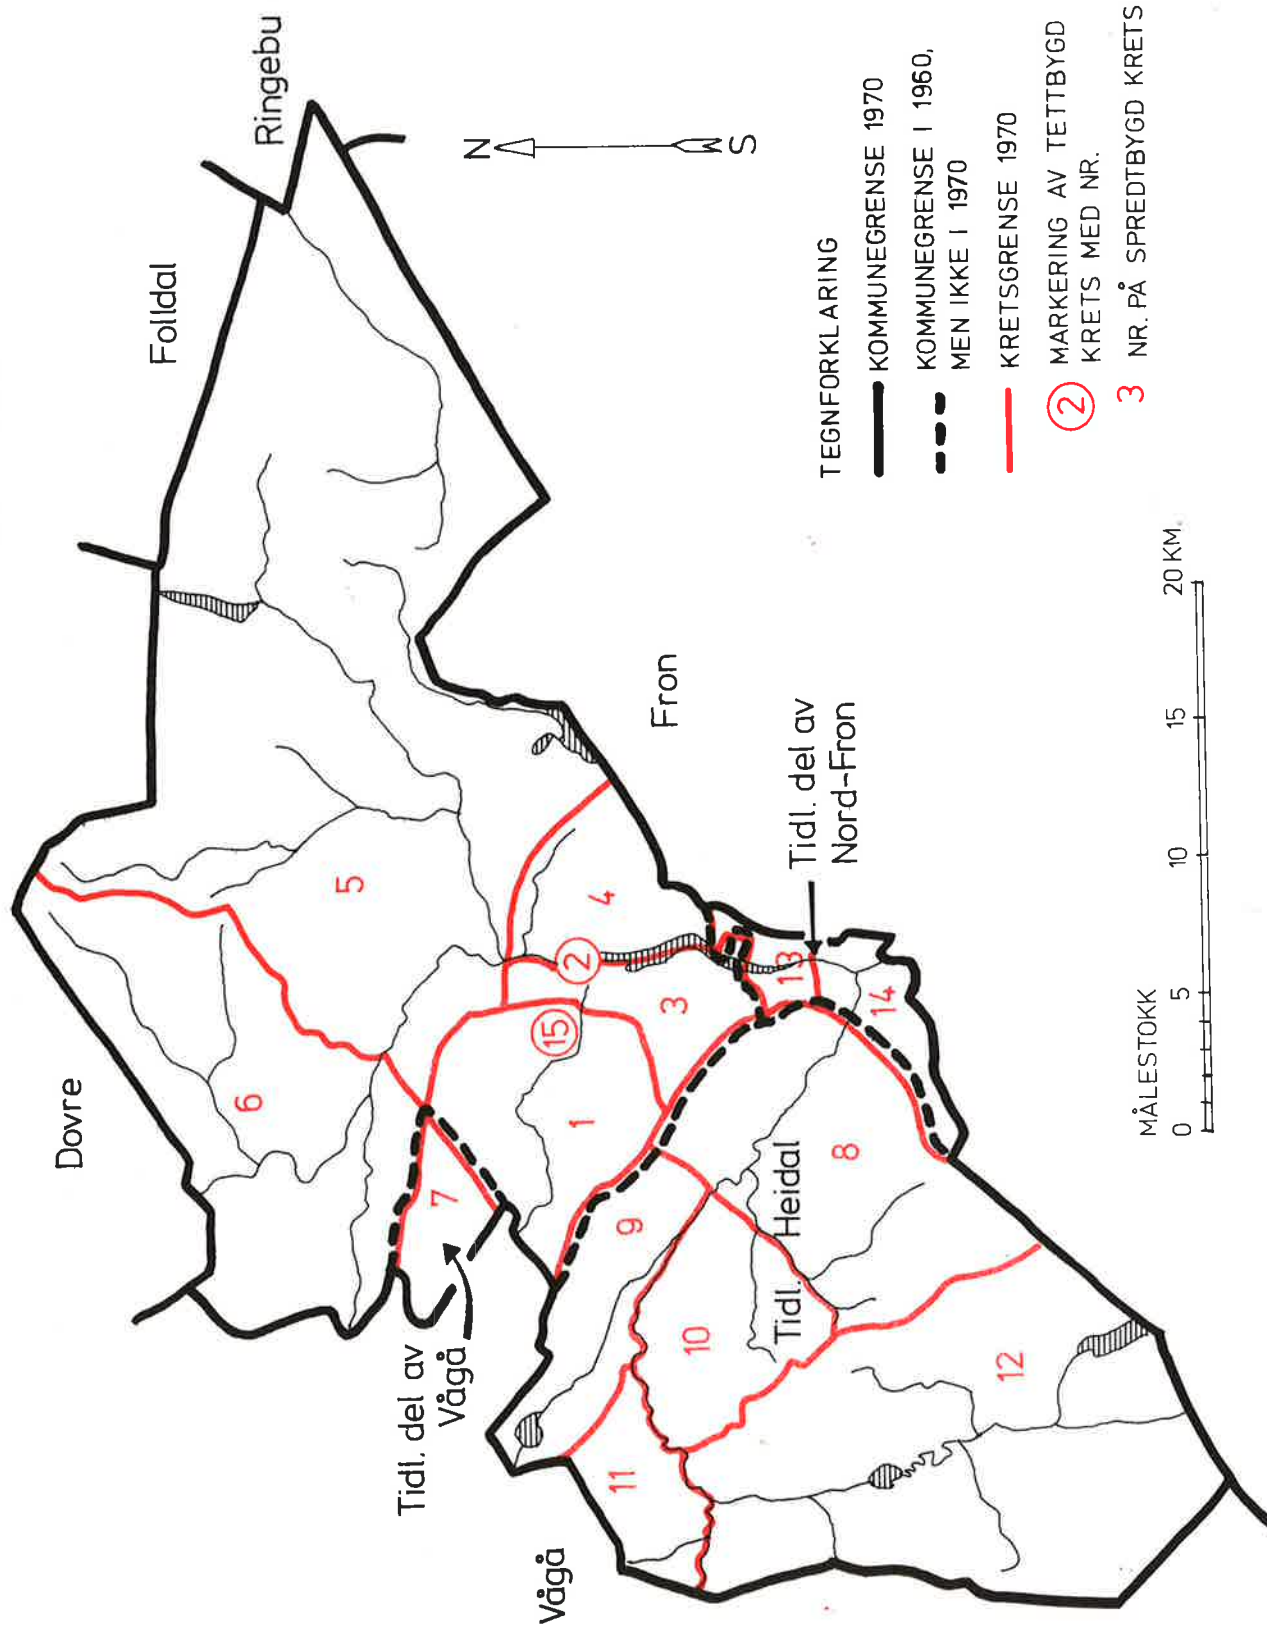 Dovre
Folldal
Ringebu
Fron
Vågå
Tidl. del av
Vågå
Tidl. Heidal
Tidl. del av
Nord-Fron
1
2
3
4
5
6
7
8
9
10
11
12
13
14
15
N
S
TEGNFORKLARING
KOMMUNEGRENSE 1970
KOMMUNEGRENSE I 1960,
MEN IKKE I 1970
KRETSGRENSE 1970
2 MARKERING AV TETTBYGD
KRETS MED NR.
3 NR. PÅ SPREDTBYGD KRETS
MÅLESTOKK
0 5 10 15 20 KM.